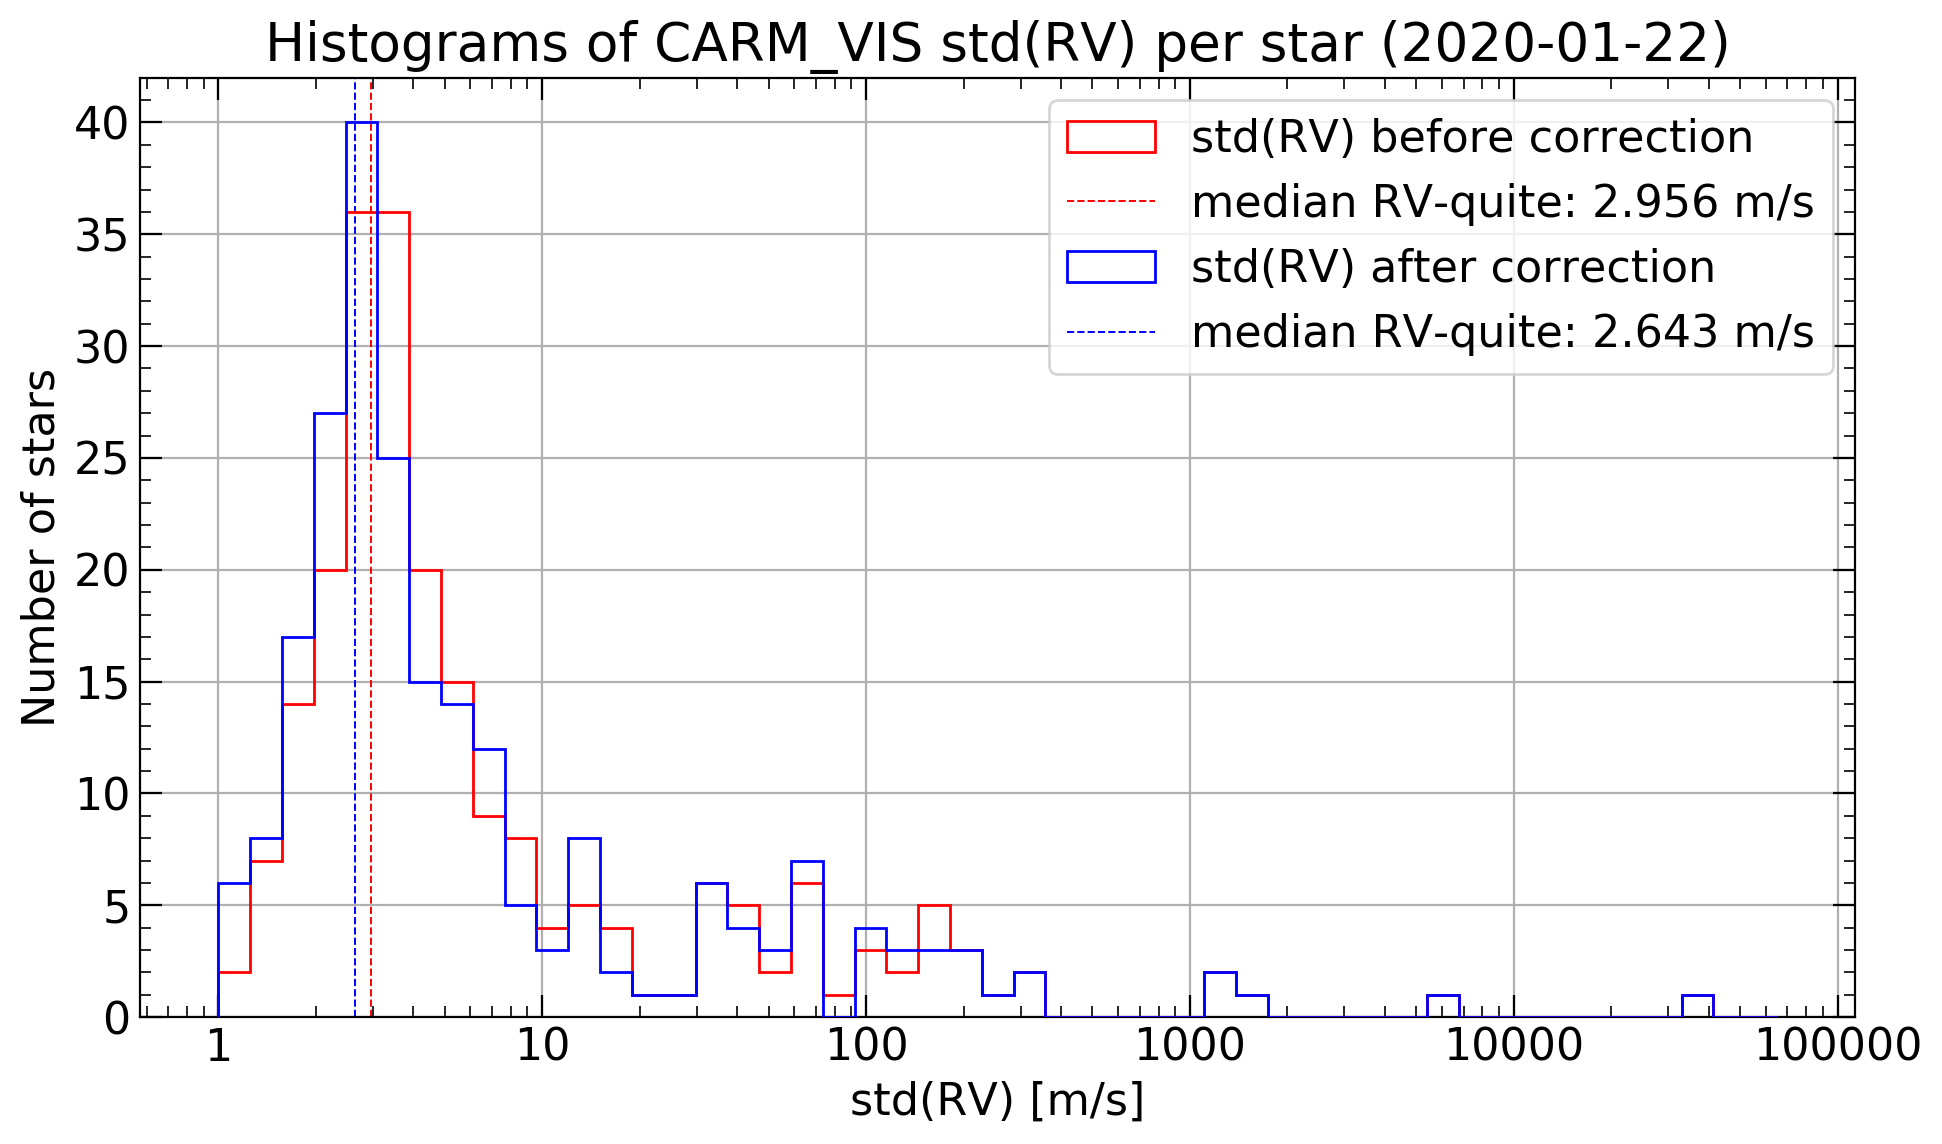 Histograms of CARM_VIS std(RV) per star (2020-01-22)
std(RV) before correction
median RV-quite: 2.956 m/s
std(RV) after correction
median RV-quite: 2.643 m/s
Number of stars
40
35
30
25
20
15
10
5
0
1 10 100 1000 10000 100000
std(RV) [m/s]